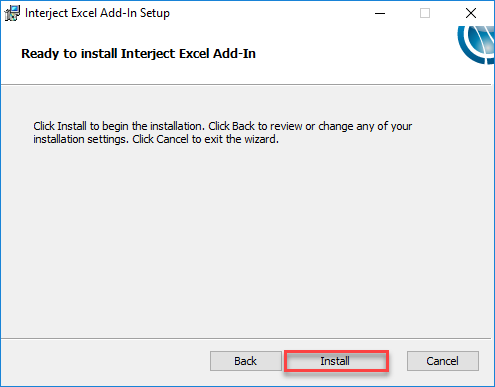 Interject Excel Add-In Setup
Ready to install Interject Excel Add-In
Click Install to begin the installation. Click Back to review or change any of your
installation settings. Click Cancel to exit the wizard.
Back Install Cancel